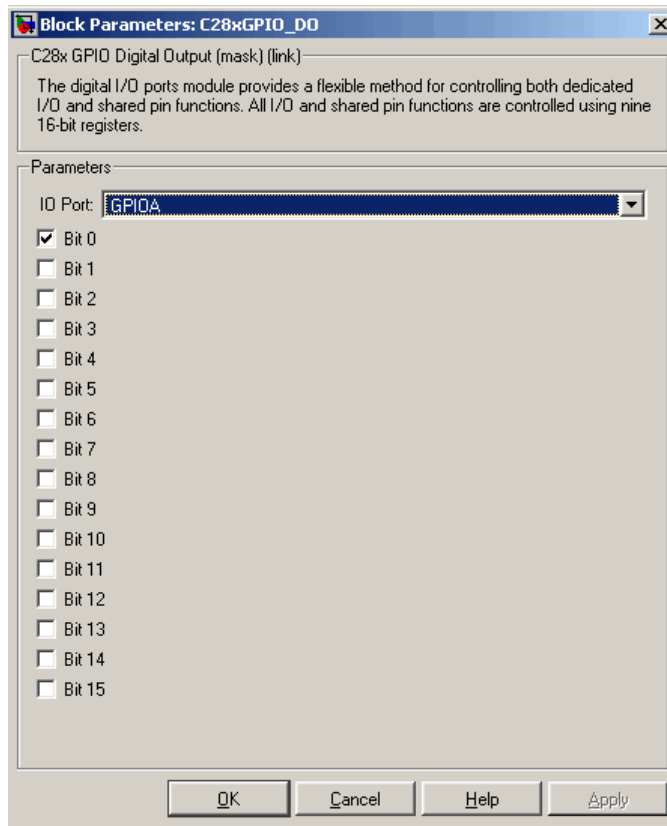 Block Parameters: C28xGPIO_DO
C28x GPIO Digital Output (mask) (link)
The digital I/O ports module provides a flexible method for controlling both dedicated
I/O and shared pin functions. All I/O and shared pin functions are controlled using nine
16-bit registers.
Parameters
IO Port: GPIOA
Bit 0
Bit 1
Bit 2
Bit 3
Bit 4
Bit 5
Bit 6
Bit 7
Bit 8
Bit 9
Bit 10
Bit 11
Bit 12
Bit 13
Bit 14
Bit 15
OK Cancel Help Apply